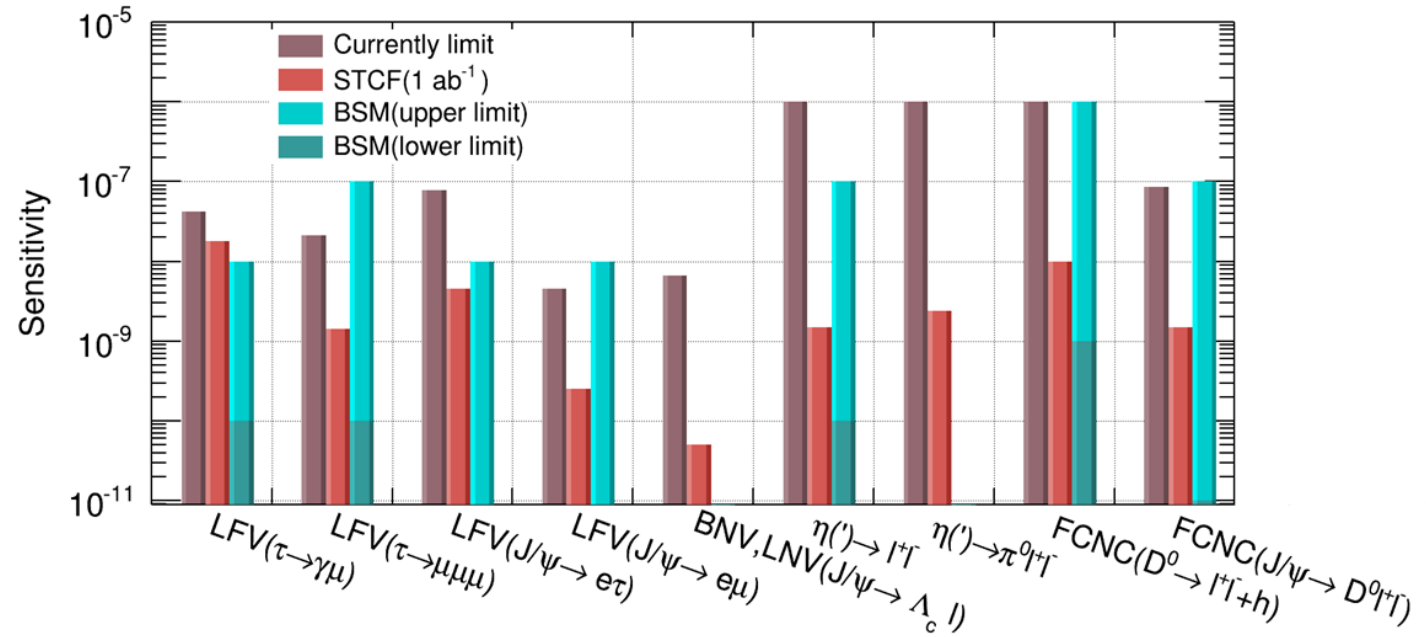 10⁻⁵
Currently limit
STCF(1 ab⁻¹)
BSM(upper limit)
BSM(lower limit)
10⁻⁷
Sensitivity
10⁻⁹
10⁻¹¹
LFV(τ→γμ)
LFV(τ→μμμ)
LFV(J/ψ→ eτ)
LFV(J/ψ→ eμ)
BNV,LNV(J/ψ→ Λc l)
η(')→ l⁺l⁻
η(')→π⁰l⁺l⁻
FCNC(D⁰→ l⁺l⁻+h)
FCNC(J/ψ→ D⁰l⁺l⁻)